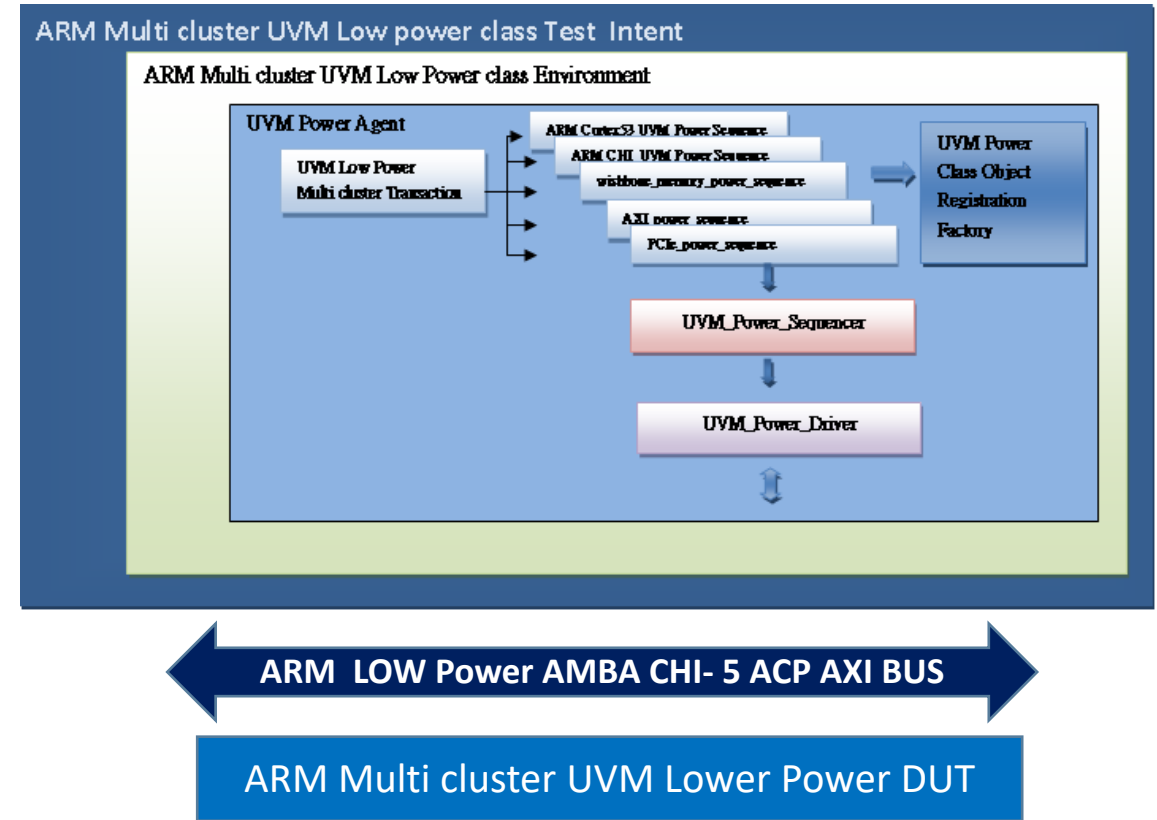 ARM Multi cluster UVM Low power class Test Intent
ARM Multi cluster UVM Low Power class Environment
UVM Power Agent
UVM Low Power
Multi cluster Transaction
ARM Cortex53 UVM Power Sequence
ARM CHI UVM Power Sequence
wishbone_memory_power_sequence
AXI power sequence
PCIe_power_sequence
UVM Power
Class Object
Registration
Factory
UVM_Power_Sequencer
UVM_Power_Driver
ARM LOW Power AMBA CHI- 5 ACP AXI BUS
ARM Multi cluster UVM Lower Power DUT